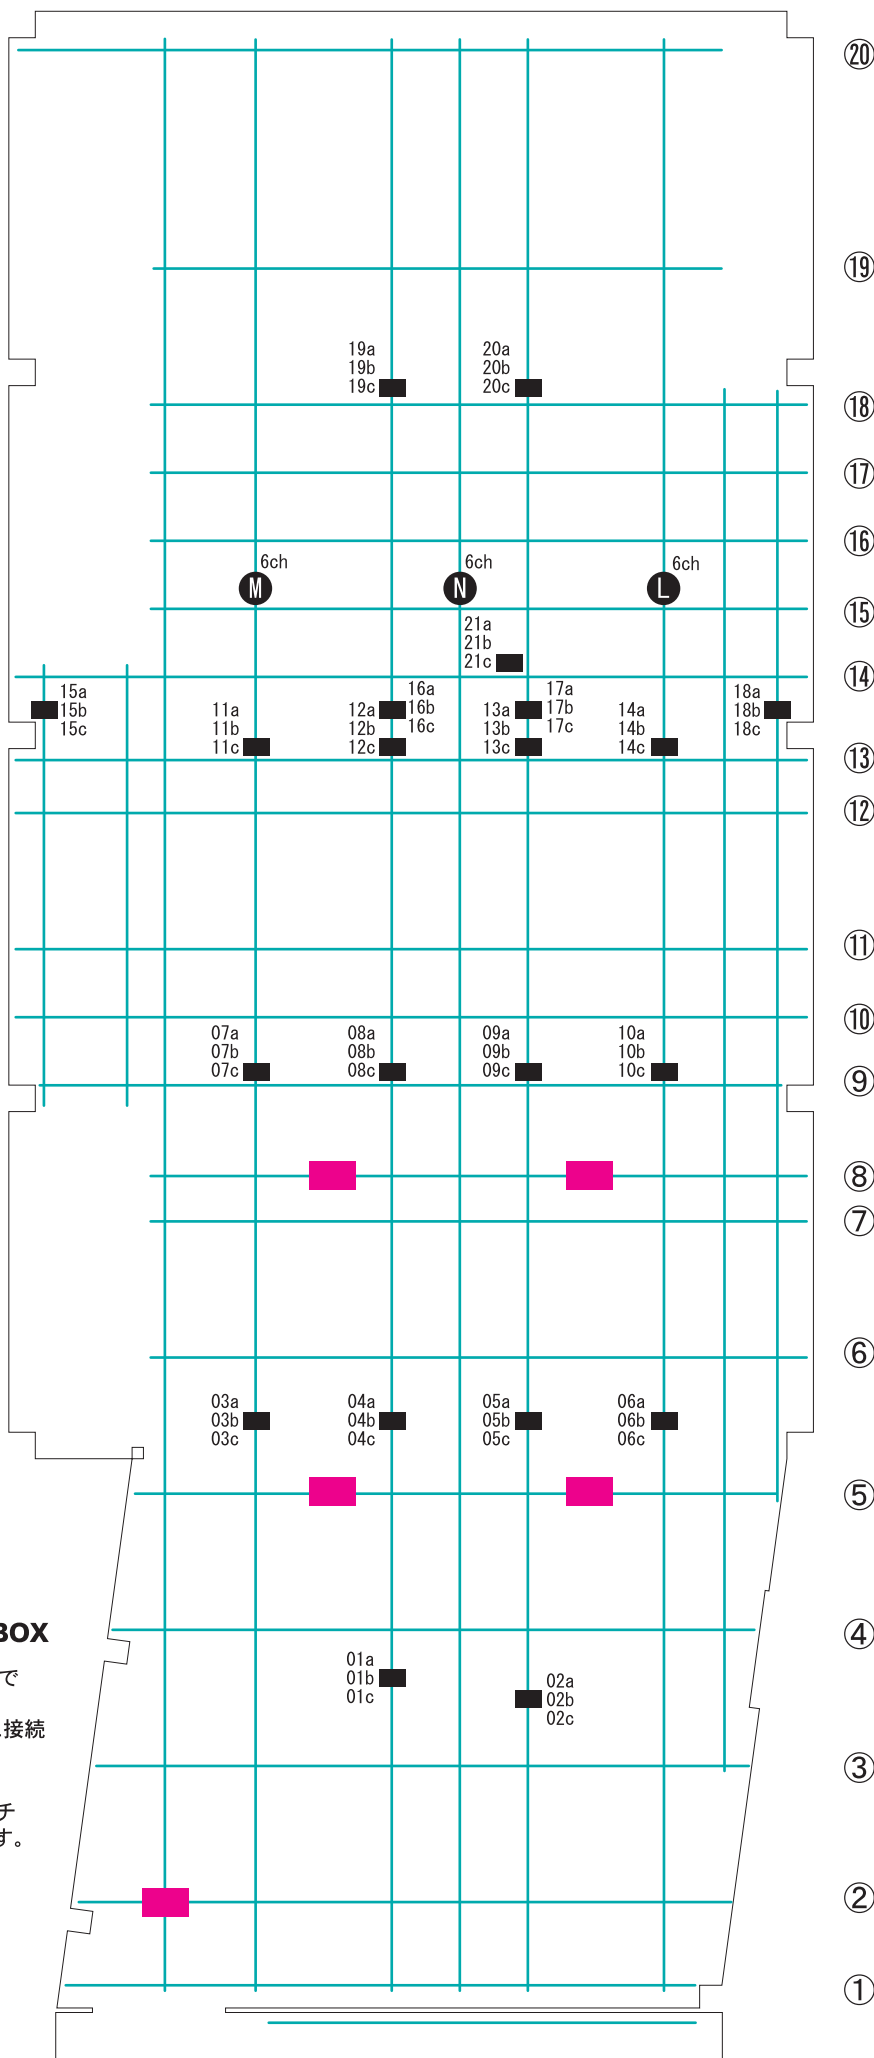 ⑳
⑲
19a
19b
19c
20a
20b
20c
⑱
⑰
⑯
6ch
M
6ch
N
6ch
L
⑮
21a
21b
21c
⑭
15a
15b
15c
11a
11b
11c
12a
12b
12c
16a
16b
16c
13a
13b
13c
17a
17b
17c
14a
14b
14c
18a
18b
18c
⑬
⑫
⑪
⑩
07a
07b
07c
08a
08b
08c
09a
09b
09c
10a
10b
10c
⑨
⑧
⑦
⑥
03a
03b
03c
04a
04b
04c
05a
05b
05c
06a
06b
06c
⑤
BOX
④
で
01a
01b
01c
02a
02b
02c
接続
③
チ
す。
②
①